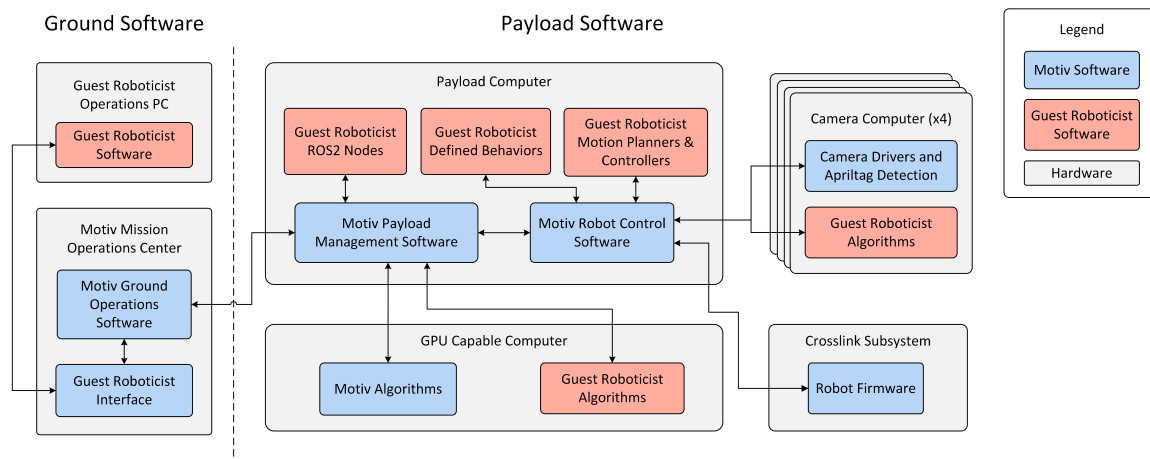 Ground Software
Payload Software
Guest Roboticist
Operations PC
Guest Roboticist
Software
Motiv Mission
Operations Center
Motiv Ground
Operations
Software
Guest Roboticist
Interface
Payload Computer
Guest Roboticist
ROS2 Nodes
Guest Roboticist
Defined Behaviors
Guest Roboticist
Motion Planners &
Controllers
Motiv Payload
Management Software
Motiv Robot Control
Software
GPU Capable Computer
Motiv Algorithms
Guest Roboticist
Algorithms
Camera Computer (x4)
Camera Drivers and
Apriltag Detection
Guest Roboticist
Algorithms
Crosslink Subsystem
Robot Firmware
Legend
Motiv Software
Guest Roboticist
Software
Hardware